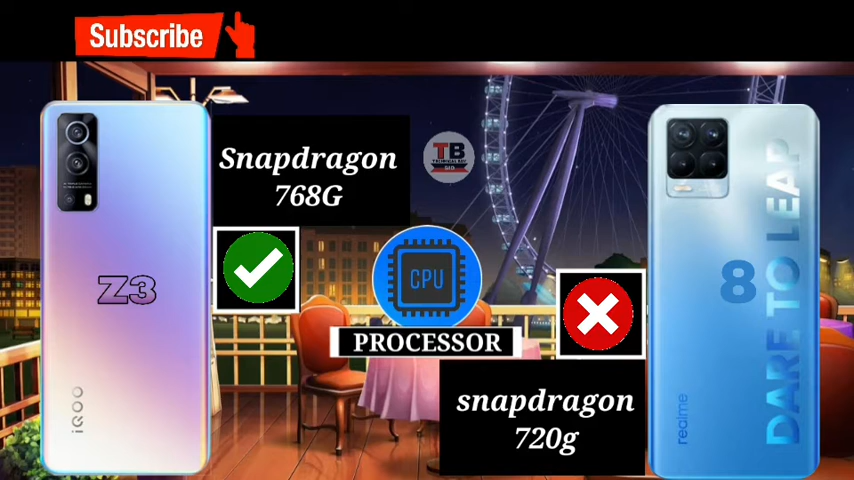 Subscribe
Snapdragon
768G
TB
Z3
CPU
8
PROCESSOR
snapdragon
720g
iQOO
realme
DARE TO LEAP